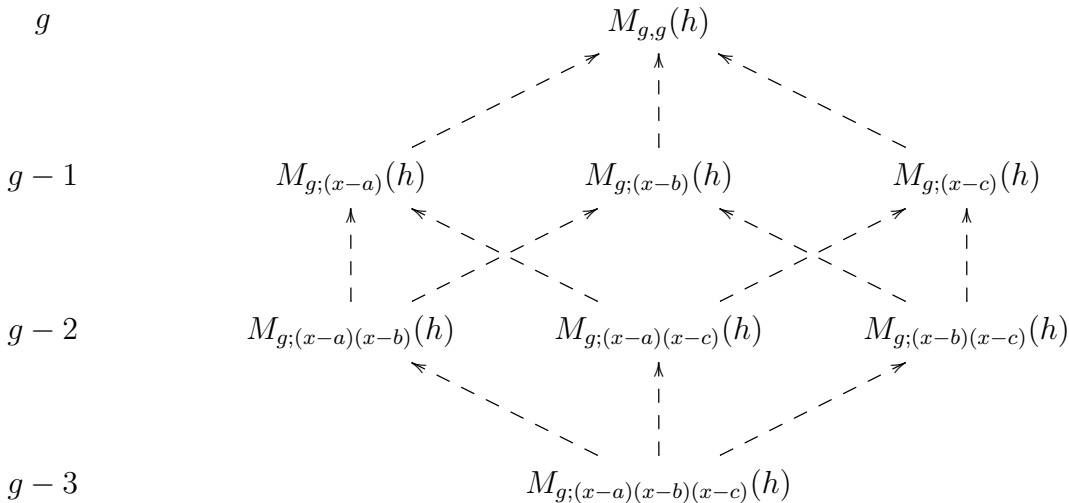 g M_{g,g}(h)
g − 1 M_{g;(x−a)}(h) M_{g;(x−b)}(h) M_{g;(x−c)}(h)
g − 2 M_{g;(x−a)(x−b)}(h) M_{g;(x−a)(x−c)}(h) M_{g;(x−b)(x−c)}(h)
g − 3 M_{g;(x−a)(x−b)(x−c)}(h)